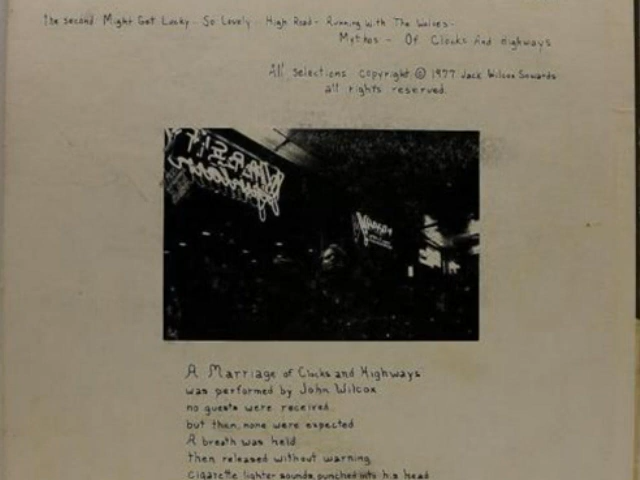 The second Might Get Lucky - So Lovely - High Road - Running With The Wolves -
Mythos - Of Clocks And Highways
All selections copyright © 1977 Jack Wilcox Sowards
all rights reserved.
A Marriage of Clocks and Highways
was performed by John Wilcox
no guests were received
but then, none were expected
A breath was held
then released without warning.
Cigarette lighter sounds punched into his head